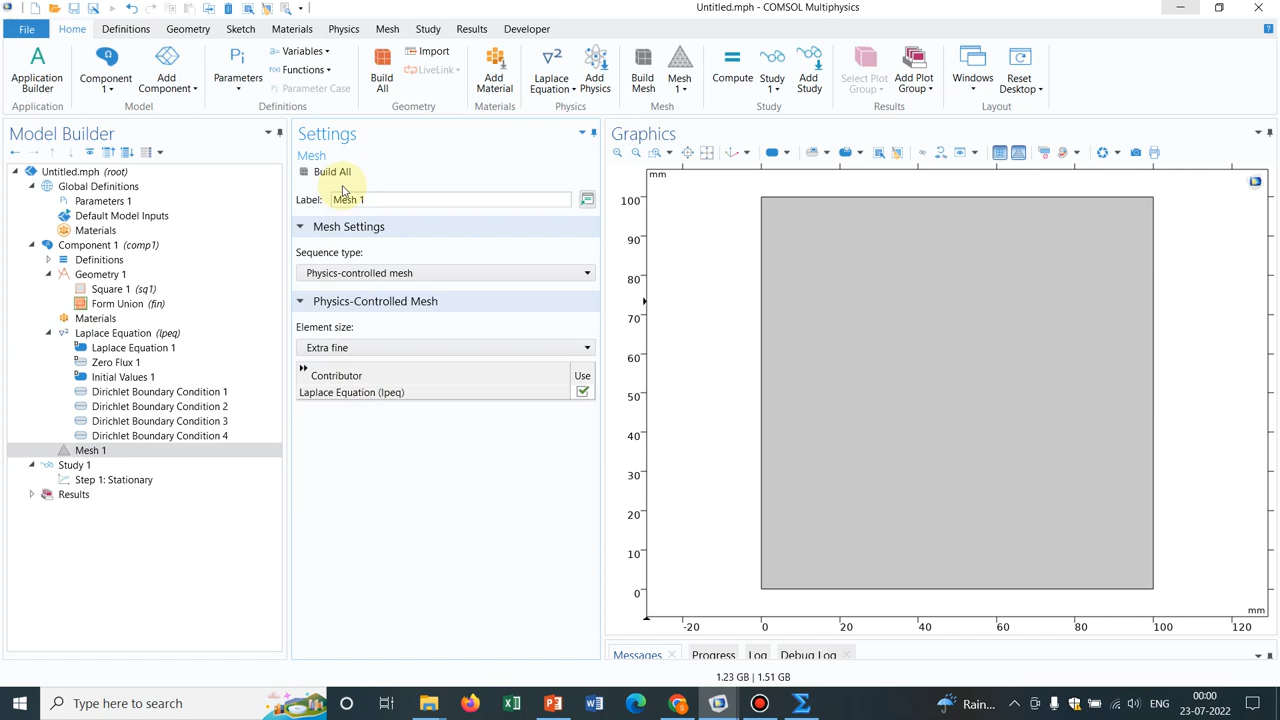 Untitled.mph - COMSOL Multiphysics
File Home Definitions Geometry Sketch Materials Physics Mesh Study Results Developer
Application Builder
Component 1
Add Component
Parameters
a= Variables
f(x) Functions
Pi Parameter Case
Build All
Import
LiveLink
Add Material
Laplace Equation
Add Physics
Build Mesh
Mesh 1
Compute
Study 1
Add Study
Select Plot Group
Add Plot Group
Windows
Reset Desktop
Application Model Definitions Geometry Materials Physics Mesh Study Results Layout
Model Builder
Untitled.mph (root)
Global Definitions
Parameters 1
Default Model Inputs
Materials
Component 1 (comp1)
Definitions
Geometry 1
Square 1 (sq1)
Form Union (fin)
Materials
Laplace Equation (lpeq)
Laplace Equation 1
Zero Flux 1
Initial Values 1
Dirichlet Boundary Condition 1
Dirichlet Boundary Condition 2
Dirichlet Boundary Condition 3
Dirichlet Boundary Condition 4
Mesh 1
Study 1
Step 1: Stationary
Results
Settings
Mesh
Build All
Label: Mesh 1
Mesh Settings
Sequence type:
Physics-controlled mesh
Physics-Controlled Mesh
Element size:
Extra fine
Contributor Use
Laplace Equation (lpeq)
Graphics
mm
100
90
80
70
60
50
40
30
20
10
0
mm
-20 0 20 40 60 80 100 120
Messages Progress Log Debug Log
1.23 GB | 1.51 GB
Type here to search
Rain...
ENG
00:00
23-07-2022